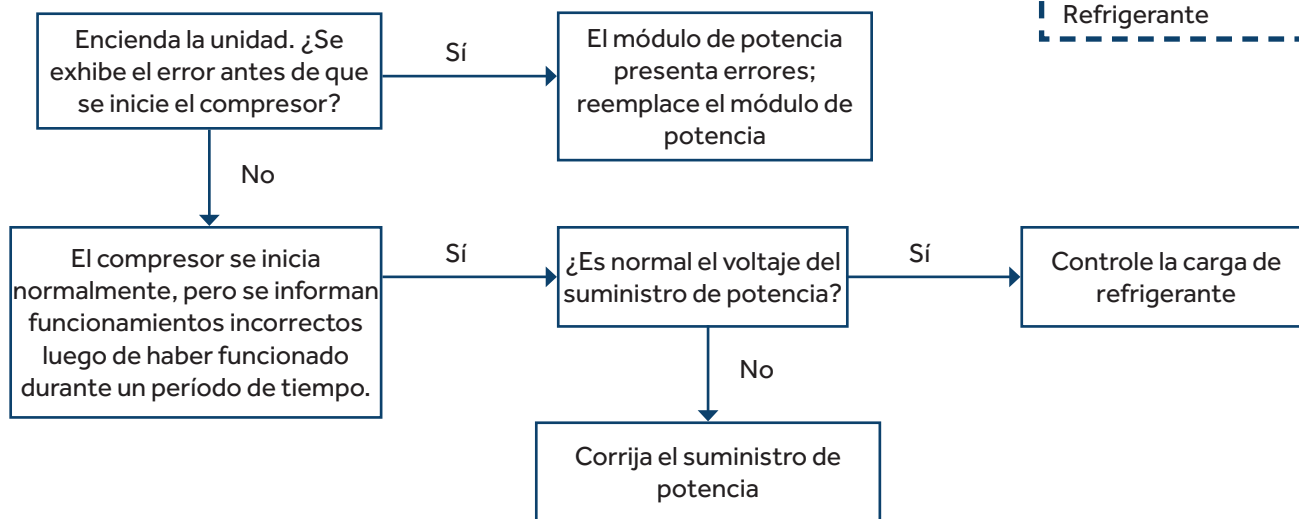 Refrigerante
Encienda la unidad. ¿Se
exhibe el error antes de que
se inicie el compresor?
Sí
El módulo de potencia
presenta errores;
reemplace el módulo de
potencia
No
El compresor se inicia
normalmente, pero se informan
funcionamientos incorrectos
luego de haber funcionado
durante un período de tiempo.
Sí
¿Es normal el voltaje del
suministro de potencia?
Sí
Controle la carga de
refrigerante
No
Corrija el suministro de
potencia